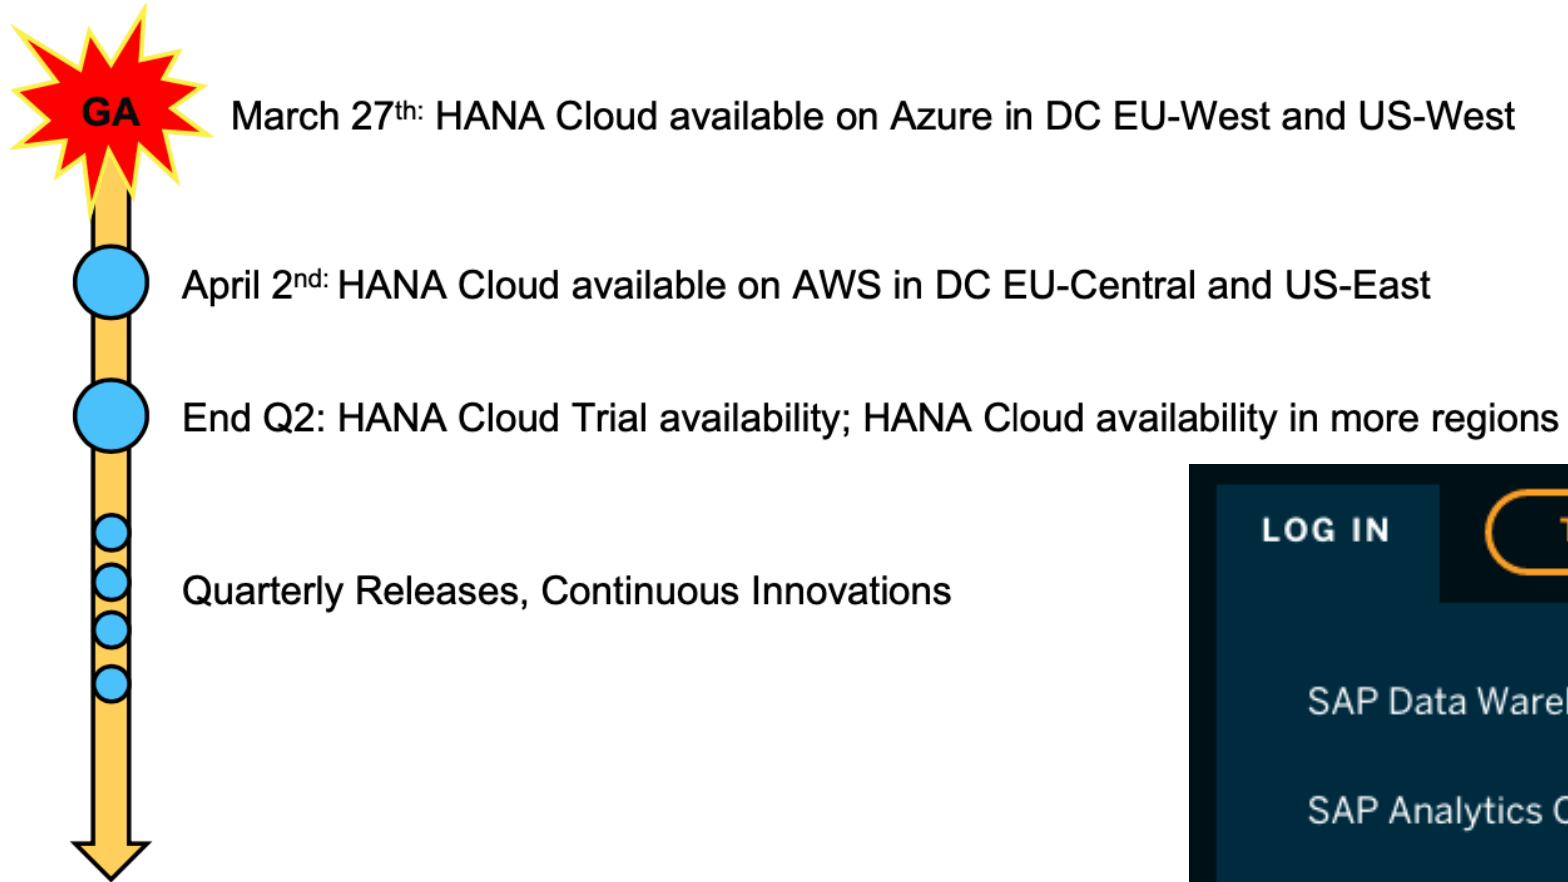 GA
March 27th: HANA Cloud available on Azure in DC EU-West and US-West
April 2nd: HANA Cloud available on AWS in DC EU-Central and US-East
End Q2: HANA Cloud Trial availability; HANA Cloud availability in more regions
Quarterly Releases, Continuous Innovations
LOG IN
SAP Data
SAP Analytics